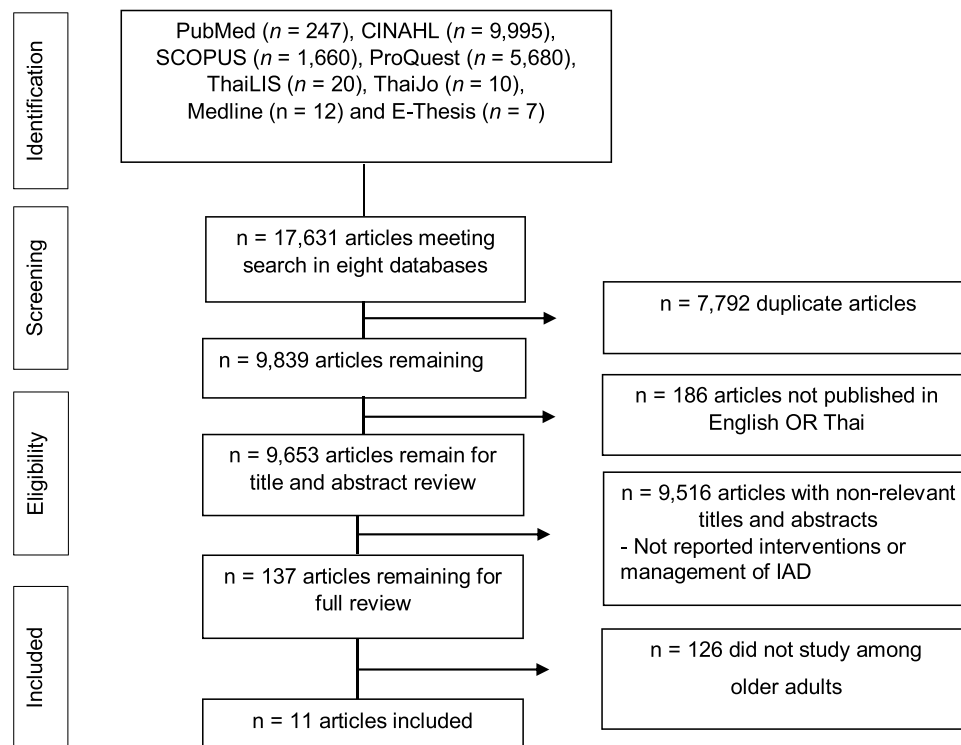 Identification
PubMed (n = 247), CINAHL (n = 9,995),
SCOPUS (n = 1,660), ProQuest (n = 5,680),
ThaiLIS (n = 20), ThaiJo (n = 10),
Medline (n = 12) and E-Thesis (n = 7)
Screening
n = 17,631 articles meeting
search in eight databases
n = 7,792 duplicate articles
n = 9,839 articles remaining
n = 186 articles not published in
English OR Thai
Eligibility
n = 9,653 articles remain for
title and abstract review
n = 9,516 articles with non-relevant
titles and abstracts
- Not reported interventions or
management of IAD
n = 137 articles remaining for
full review
Included
n = 126 did not study among
older adults
n = 11 articles included